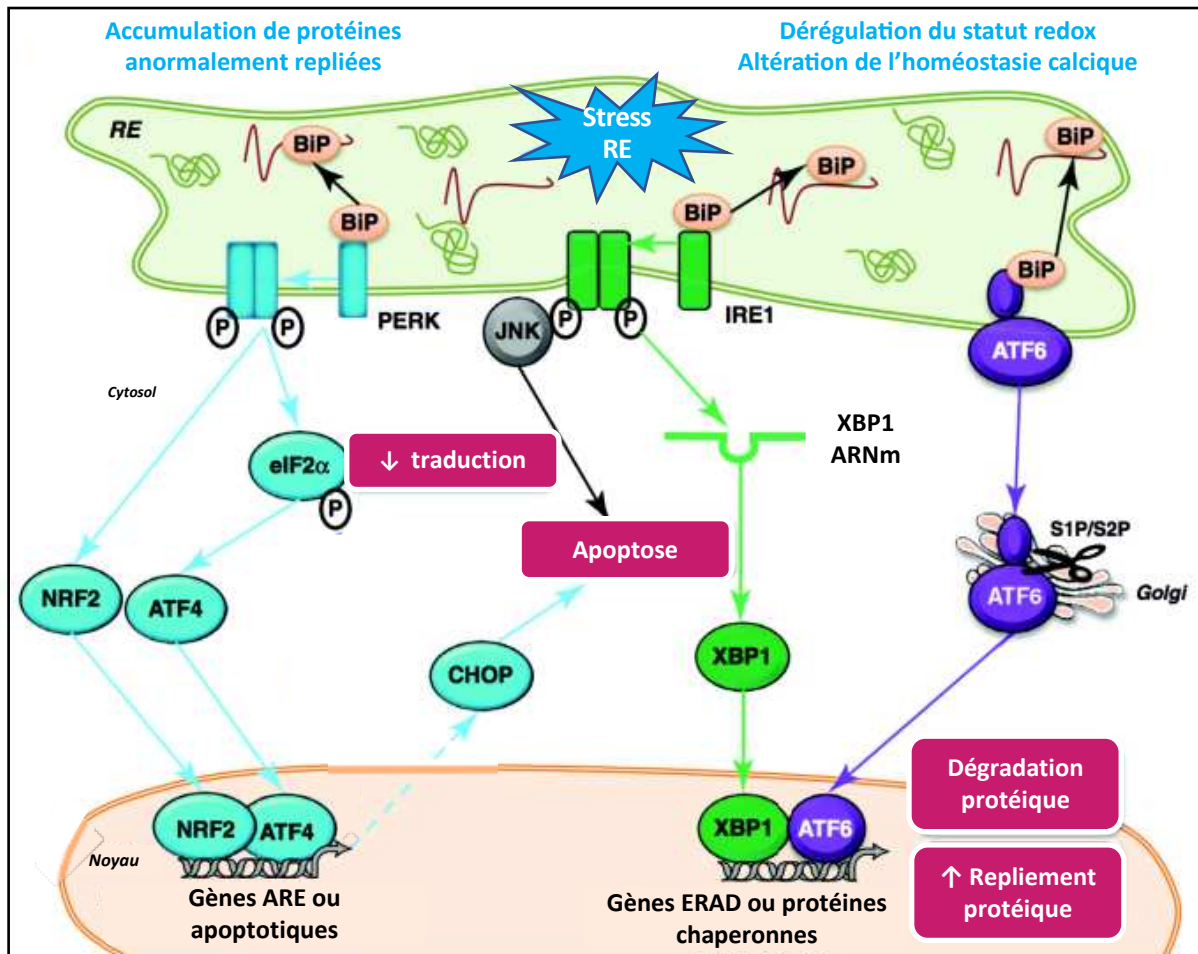 Accumulation de protéines
anormalement repliées
Dérégulation du statut redox
Altération de l’homéostasie calcique
RE
Stress
RE
BiP
BiP
BiP
BiP
BiP
BiP
P
P
PERK
JNK
P
P
IRE1
ATF6
Cytosol
eIF2α
P
↓ traduction
XBP1
ARNm
Apoptose
S1P/S2P
ATF6
Golgi
NRF2
ATF4
CHOP
XBP1
Dégradation
protéique
NRF2
ATF4
XBP1
ATF6
Noyau
Gènes ARE ou
apoptotiques
Gènes ERAD ou protéines
chaperonnes
↑ Repliement
protéique